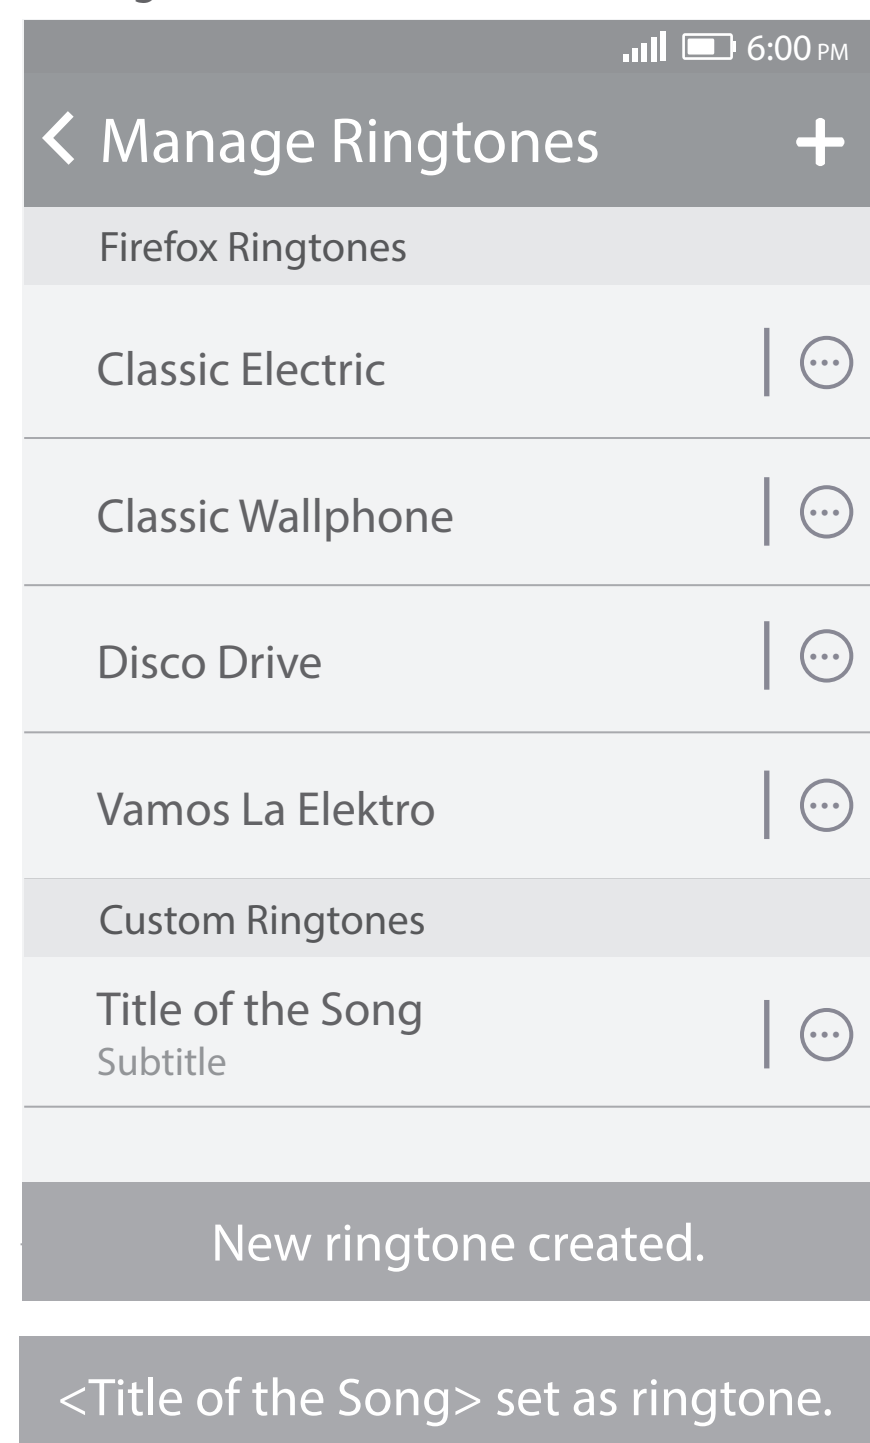 6:00 PM
Manage Ringtones
Firefox Ringtones
Classic Electric
Classic Wallphone
Disco Drive
Vamos La Elektro
Custom Ringtones
Title of the Song
Subtitle
New ringtone created.
<Title of the Song> set as ringtone.